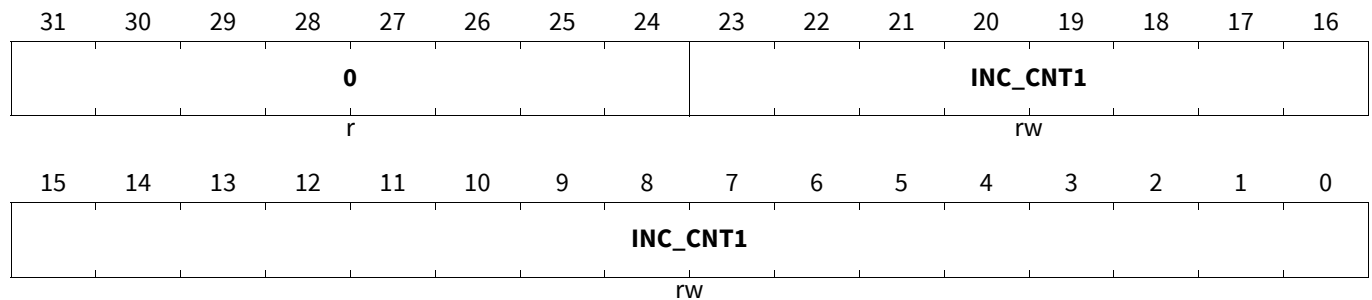 31 30 29 28 27 26 25 24 23 22 21 20 19 18 17 16
0 INC_CNT1
r rw
15 14 13 12 11 10 9 8 7 6 5 4 3 2 1 0
INC_CNT1
rw